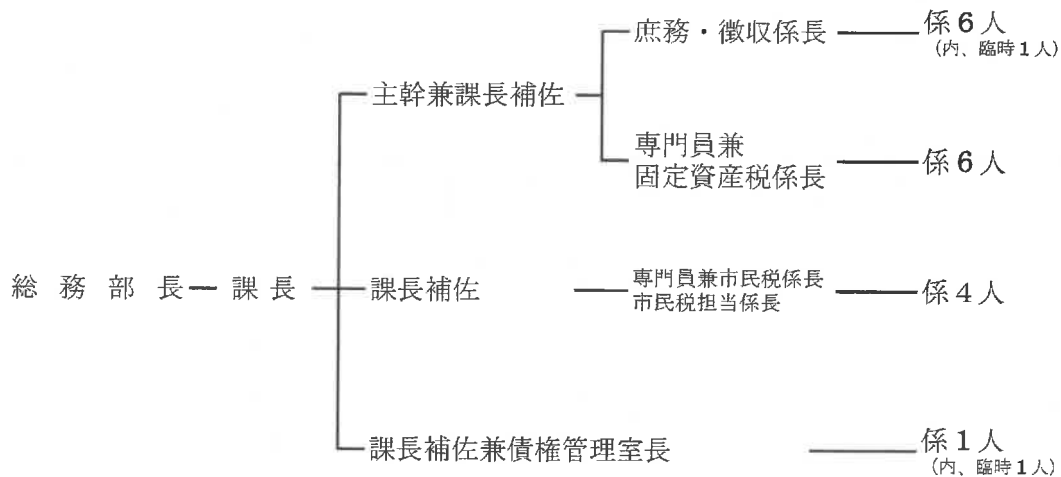 庶務・徴収係長
係6人
(内、臨時1人)
主幹兼課長補佐
専門員兼
固定資産税係長
係6人
総務部長
課長
課長補佐
専門員兼市民税係長
市民税担当係長
係4人
課長補佐兼債権管理室長
係1人
(内、臨時1人)